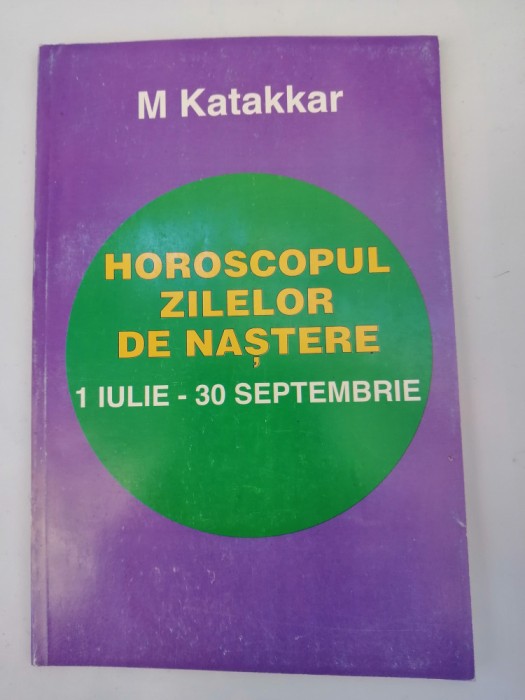 M Katakkar
HOROSCOPUL
ZILELOR
DE NAȘTERE
1 IULIE - 30 SEPTEMBRIE